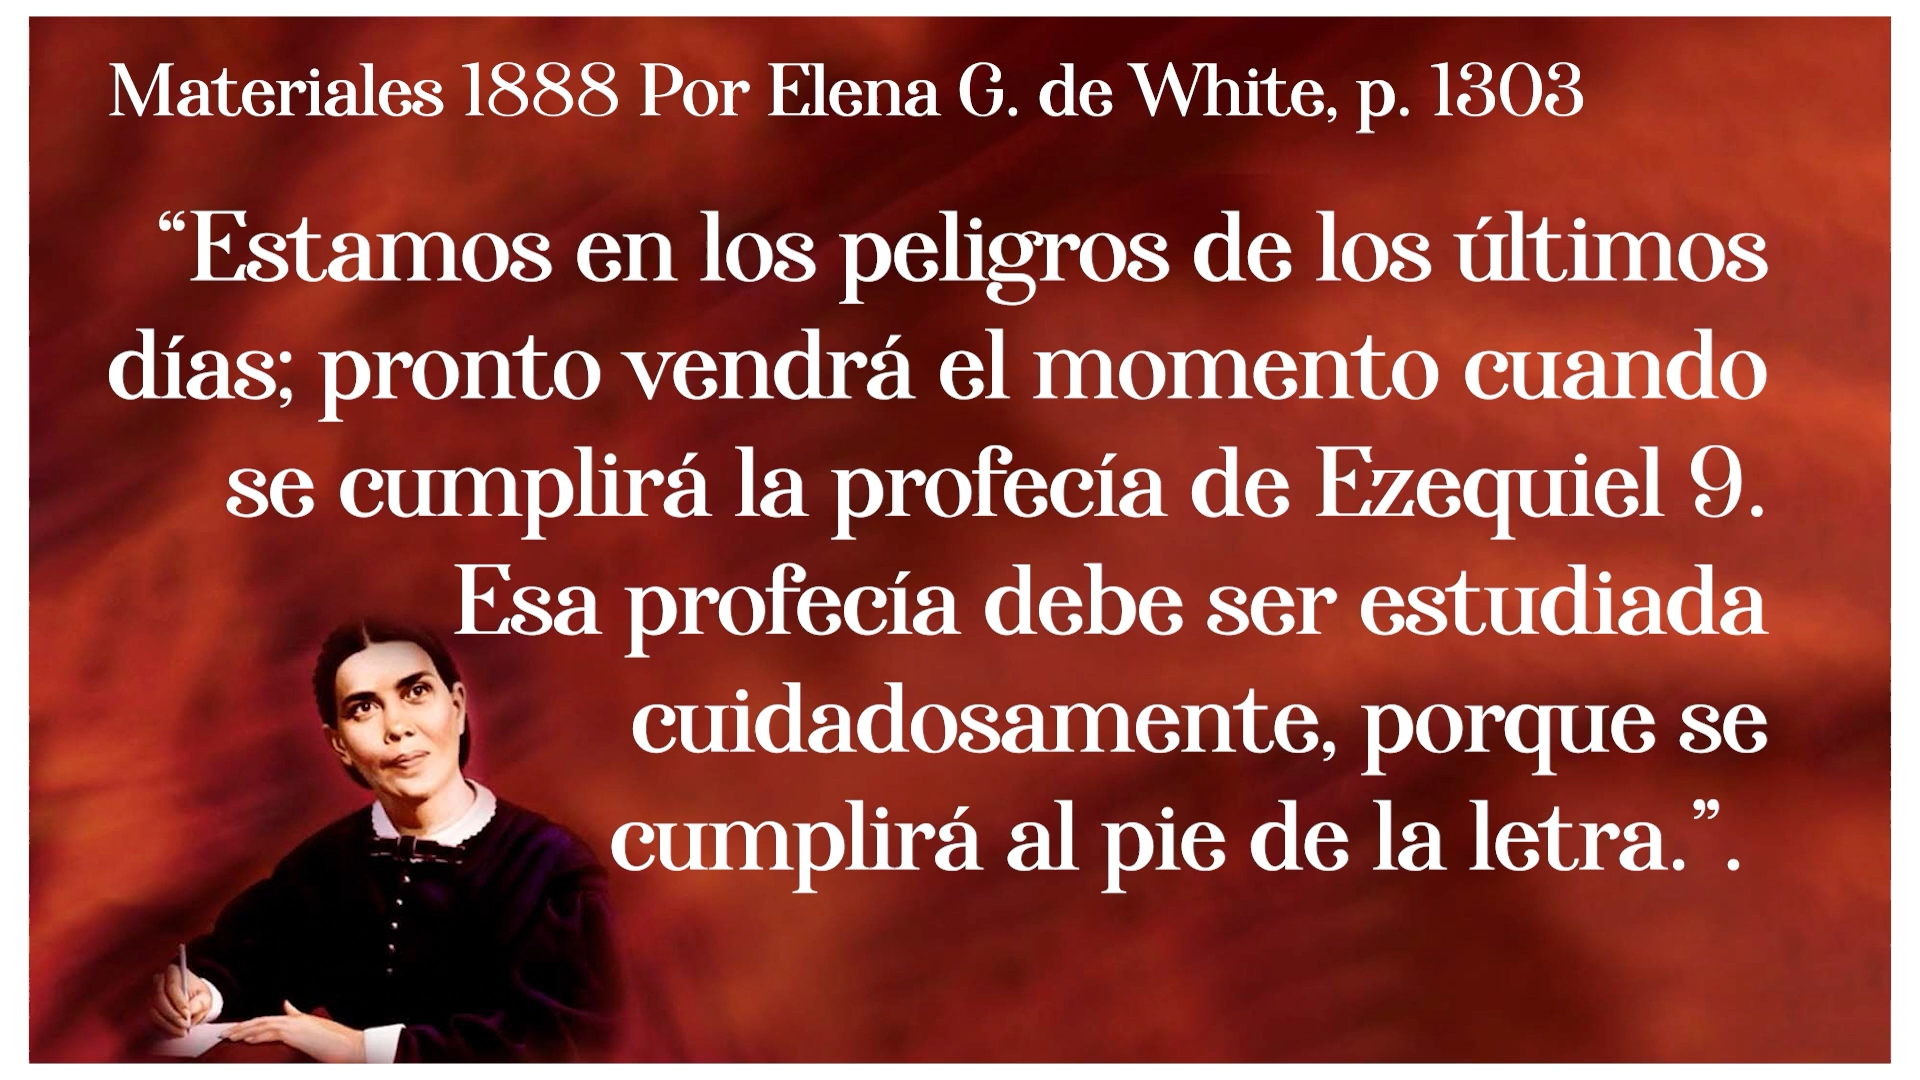 Materiales 1888 Por Elena G. de White, p. 1303
“Estamos en los peligros de los últimos
días; pronto vendrá el momento cuando
se cumplirá la profecía de Ezequiel 9.
Esa profecía debe ser estudiada
cuidadosamente, porque se
cumplirá al pie de la letra.”.